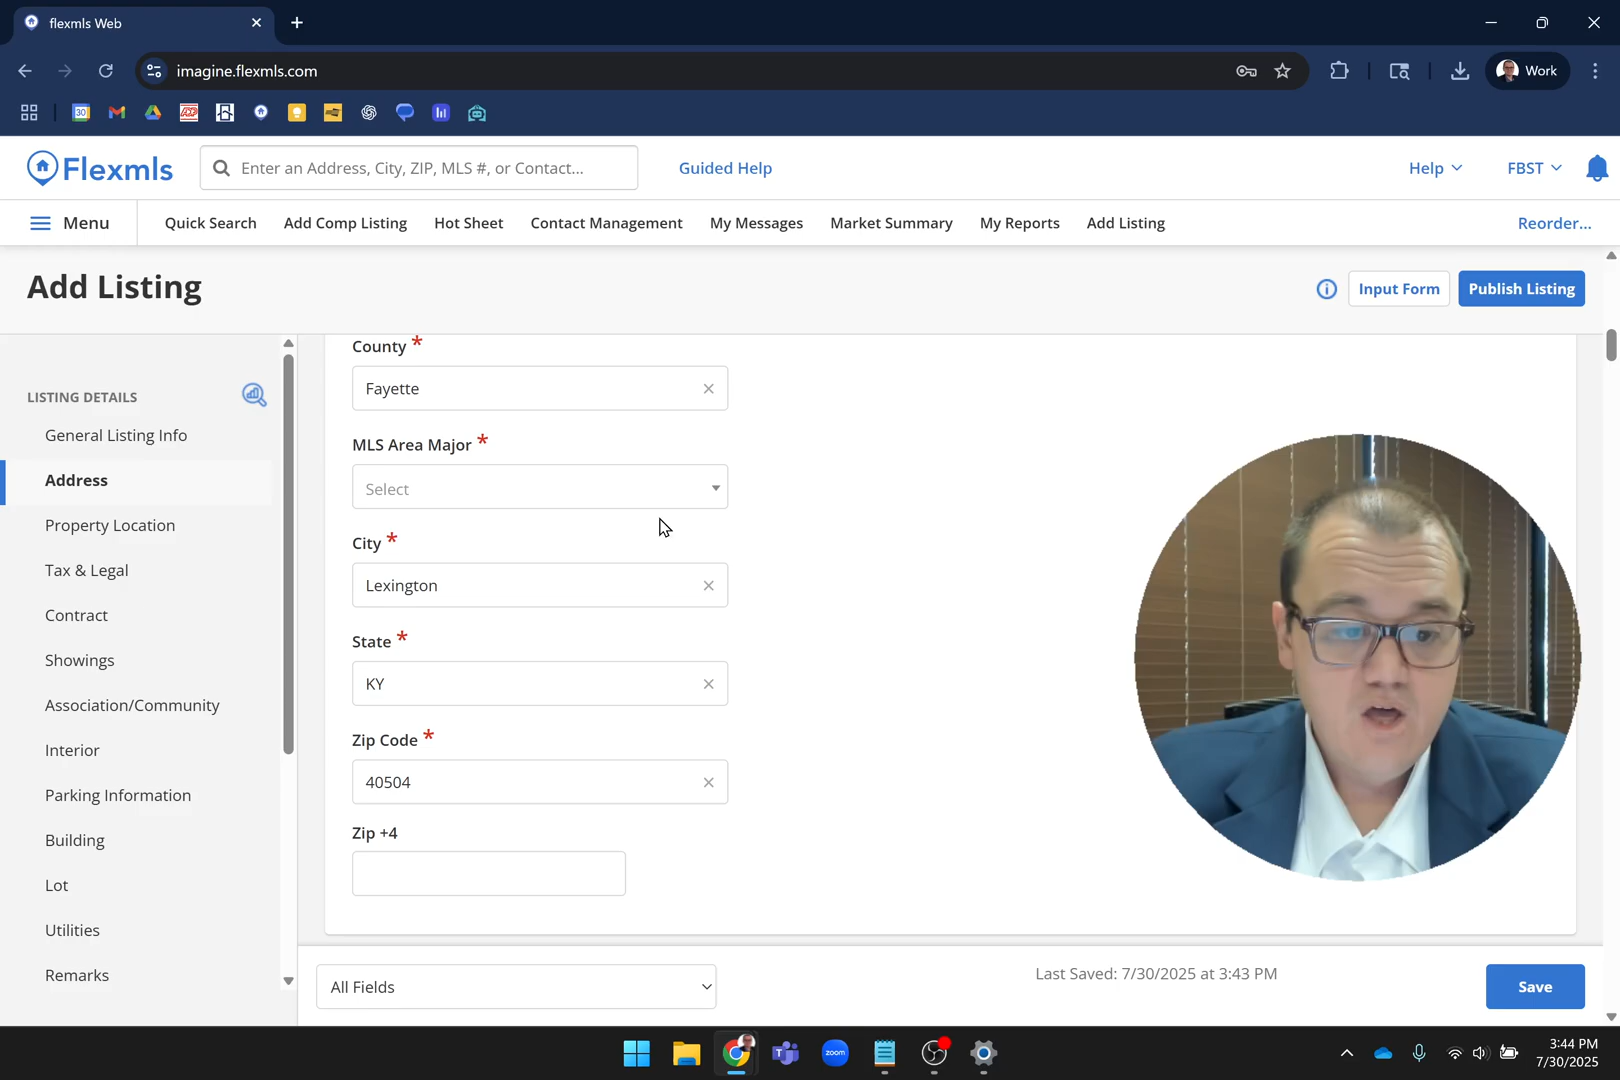 flexmls Web
imagine.flexmls.com
Work
30
Flexmls
Enter an Address, City, ZIP, MLS #, or Contact...
Guided Help
Help
FBST
Menu
Quick Search
Add Comp Listing
Hot Sheet
Contact Management
My Messages
Market Summary
My Reports
Add Listing
Reorder...
Add Listing
Input Form
Publish Listing
LISTING DETAILS
General Listing Info
Address
Property Location
Tax & Legal
Contract
Showings
Association/Community
Interior
Parking Information
Building
Lot
Utilities
Remarks
County *
Fayette
MLS Area Major *
Select
City *
Lexington
State *
KY
Zip Code *
40504
Zip +4
All Fields
Last Saved: 7/30/2025 at 3:43 PM
Save
zoom
3:44 PM
7/30/2025